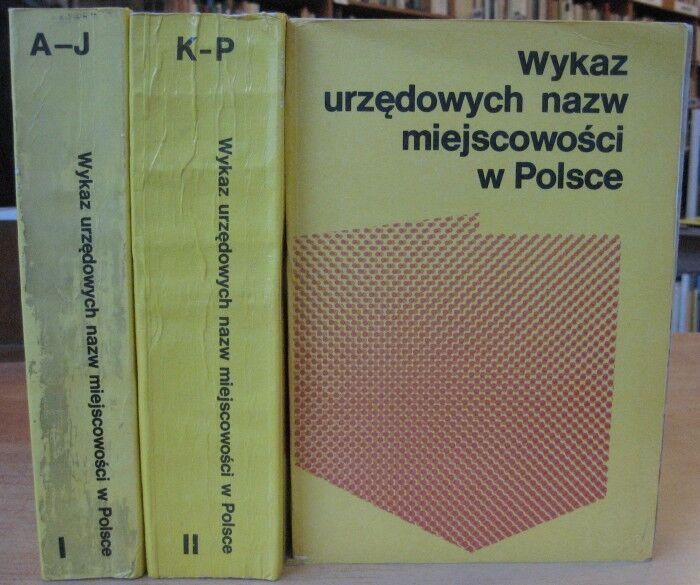 A–J
Wykaz urzędowych nazw miejscowości w Polsce
I
K–P
Wykaz urzędowych nazw miejscowości w Polsce
II
Wykaz
urzędowych nazw
miejscowości
w Polsce